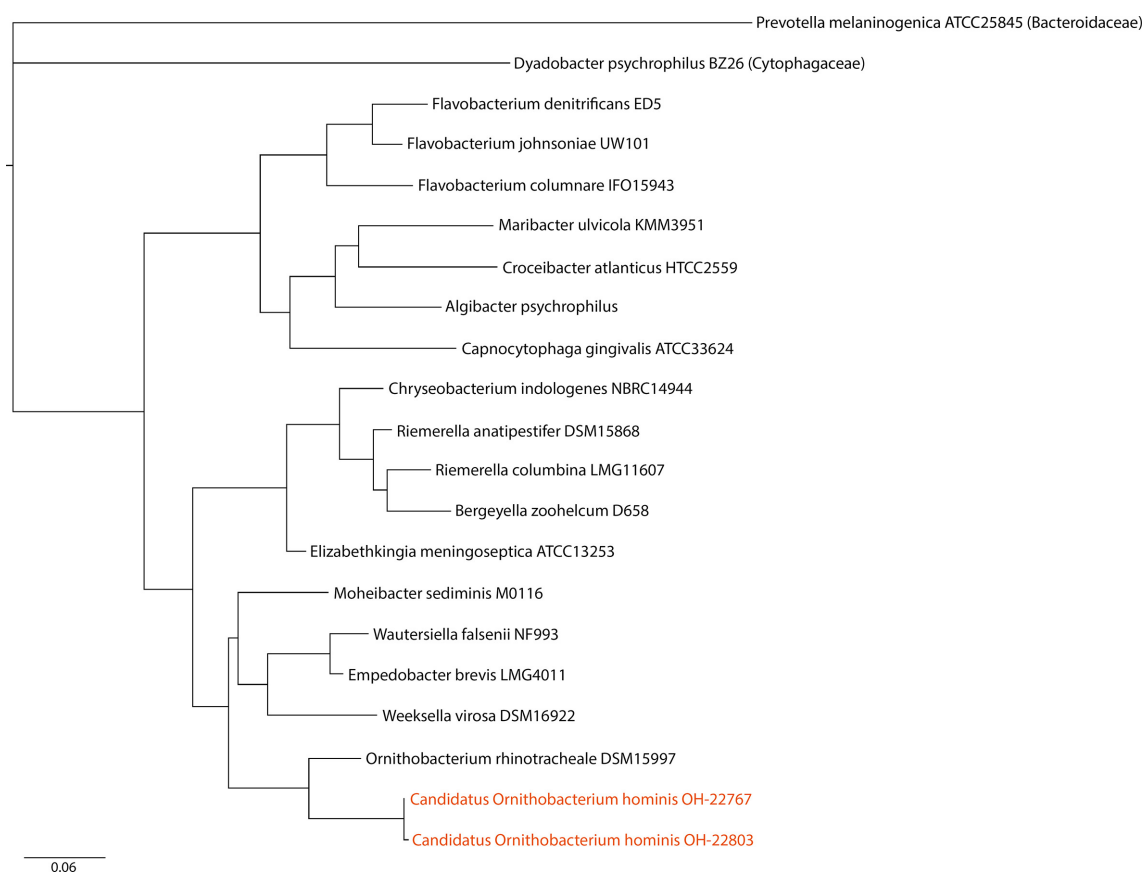 Prevotella melaninogenica ATCC25845 (Bacteroidaceae)
Dyadobacter psychrophilus BZ26 (Cytophagaceae)
Flavobacterium denitrificans ED5
Flavobacterium johnsoniae UW101
Flavobacterium columnare IFO15943
Maribacter ulvicola KMM3951
Croceibacter atlanticus HTCC2559
Algibacter psychrophilus
Capnocytophaga gingivalis ATCC33624
Chryseobacterium indologenes NBRC14944
Riemerella anatipestifer DSM15868
Riemerella columbina LMG11607
Bergeyella zoohelcum D658
Elizabethkingia meningoseptica ATCC13253
Moheibacter sediminis M0116
Wautersiella falsenii NF993
Empedobacter brevis LMG4011
Weeksella virosa DSM16922
Ornithobacterium rhinotracheale DSM15997
Candidatus Ornithobacterium hominis OH-22767
Candidatus Ornithobacterium hominis OH-22803
0.06